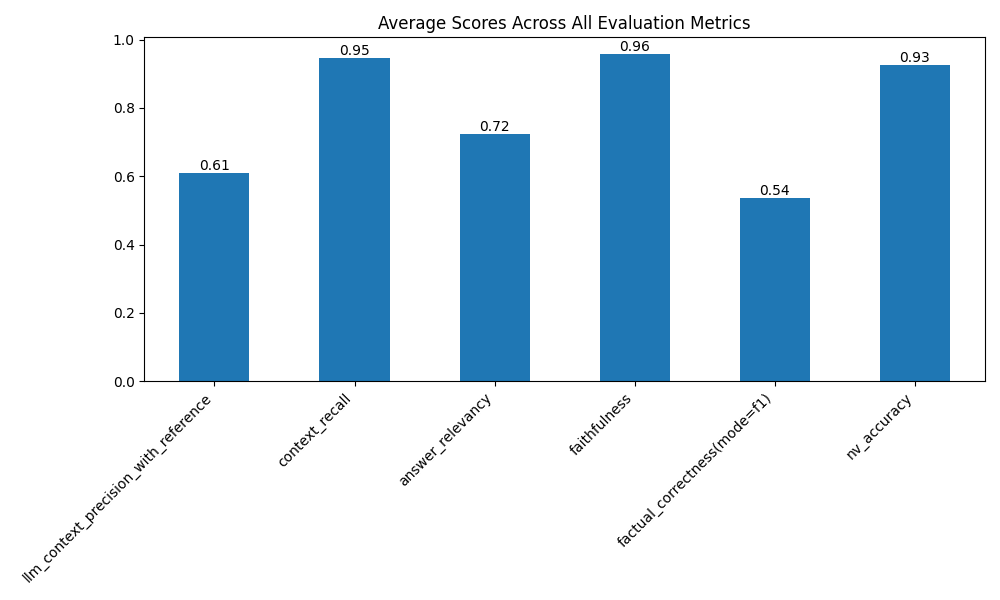 Average Scores Across All Evaluation Metrics
1.0
0.8
0.6
0.4
0.2
0.0
0.61
0.95
0.72
0.96
0.54
0.93
llm_context_precision_with_reference
context_recall
answer_relevancy
faithfulness
factual_correctness(mode=f1)
nv_accuracy